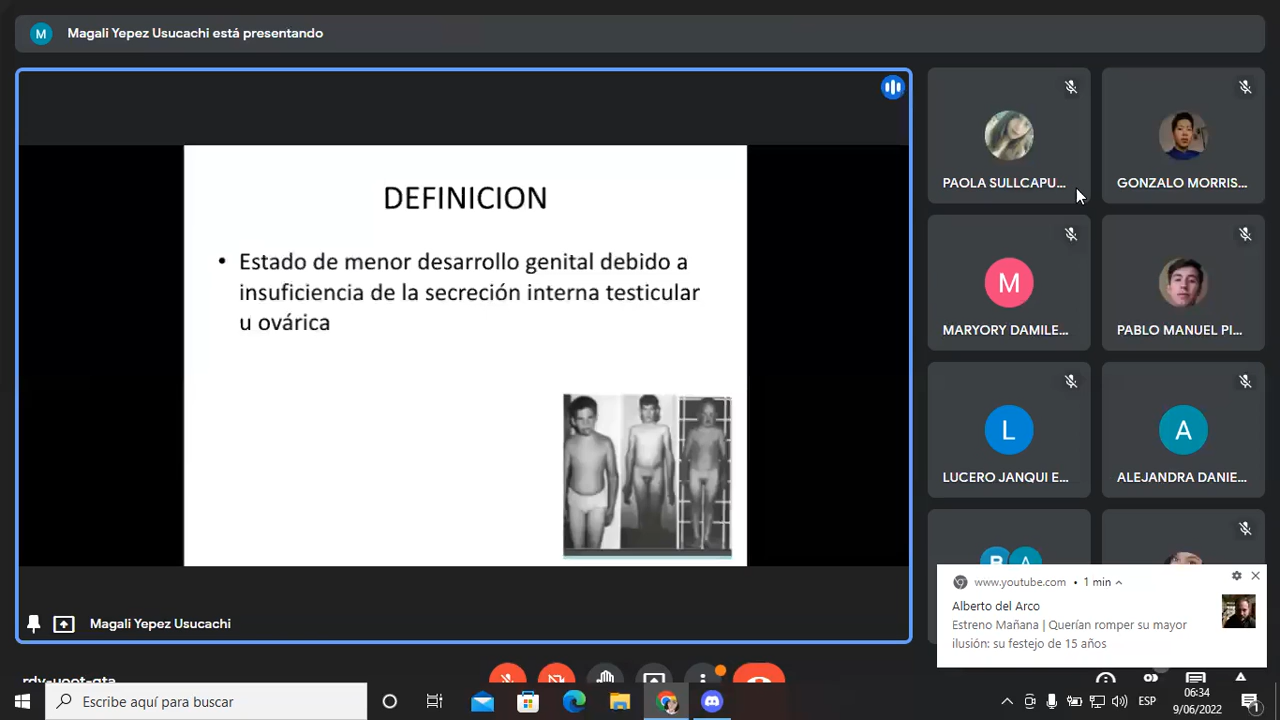 M
Magali Yepez Usucachi está presentando
DEFINICION
• Estado de menor desarrollo genital debido a
insuficiencia de la secreción interna testicular
u ovárica
Magali Yepez Usucachi
PAOLA SULLCAPU...
GONZALO MORRIS...
M
MARYORY DAMILE...
PABLO MANUEL PI...
L
LUCERO JANQUI E...
A
ALEJANDRA DANIE...
A
www.youtube.com • 1 min
Alberto del Arco
Estreno Mañana | Querían romper su mayor
ilusión: su festejo de 15 años
Escribe aquí para buscar
ESP
06:34
9/06/2022
1